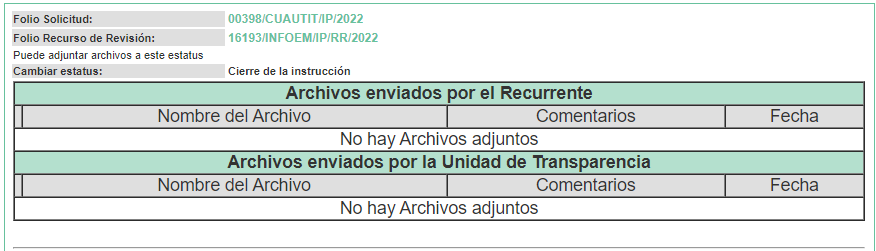 Folio Solicitud: 00398/CUAUTIT/IP/2022
Folio Recurso de Revisión: 16193/INFOEM/IP/RR/2022
Puede adjuntar archivos a este estatus
Cambiar estatus: Cierre de la instrucción
Archivos enviados por el Recurrente
Nombre del Archivo Comentarios Fecha
No hay Archivos adjuntos
Archivos enviados por la Unidad de Transparencia
Nombre del Archivo Comentarios Fecha
No hay Archivos adjuntos